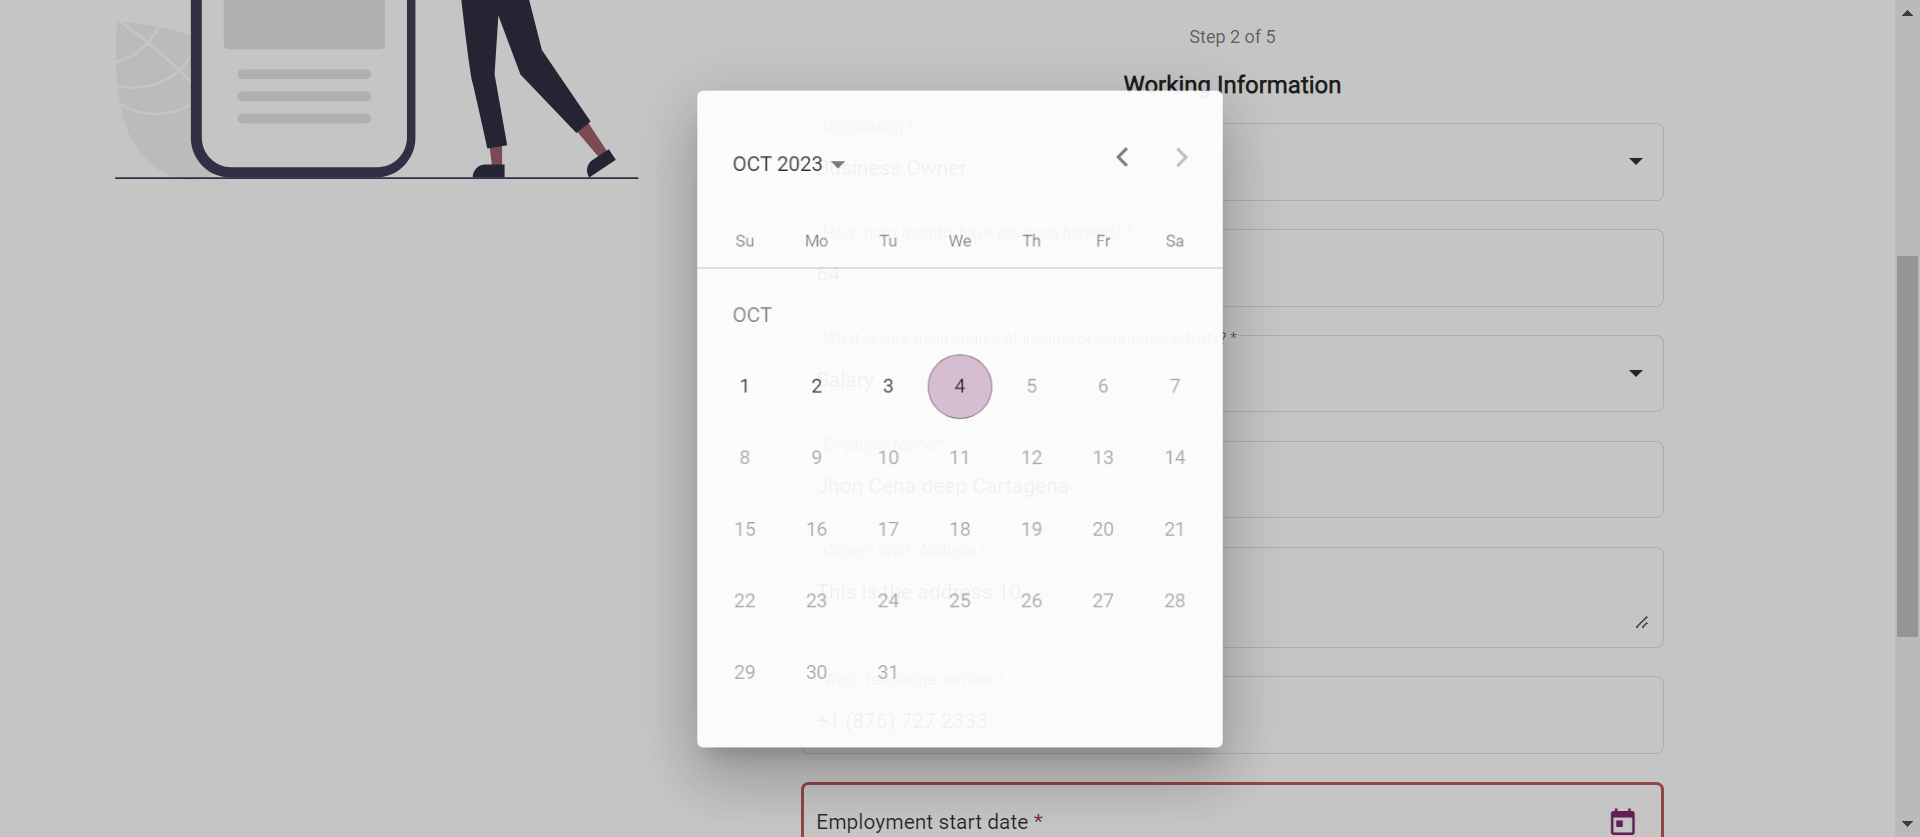 Step 2 of 5
Working Information
Occupation *
Business Owner
OCT 2023
How many months have you been banked? *
64
Su Mo Tu We Th Fr Sa
OCT
What is your main source of income or economic activity? *
Salary
1 2 3 4 5 6 7
Employer Name *
8 9 10 11 12 13 14
Jhon Cena deep Cartagena
15 16 17 18 19 20 21
Current Work Address *
This is the address 10
22 23 24 25 26 27 28
29 30 31
Work Telephone number *
+1 (876) 727 2333
Employment start date *